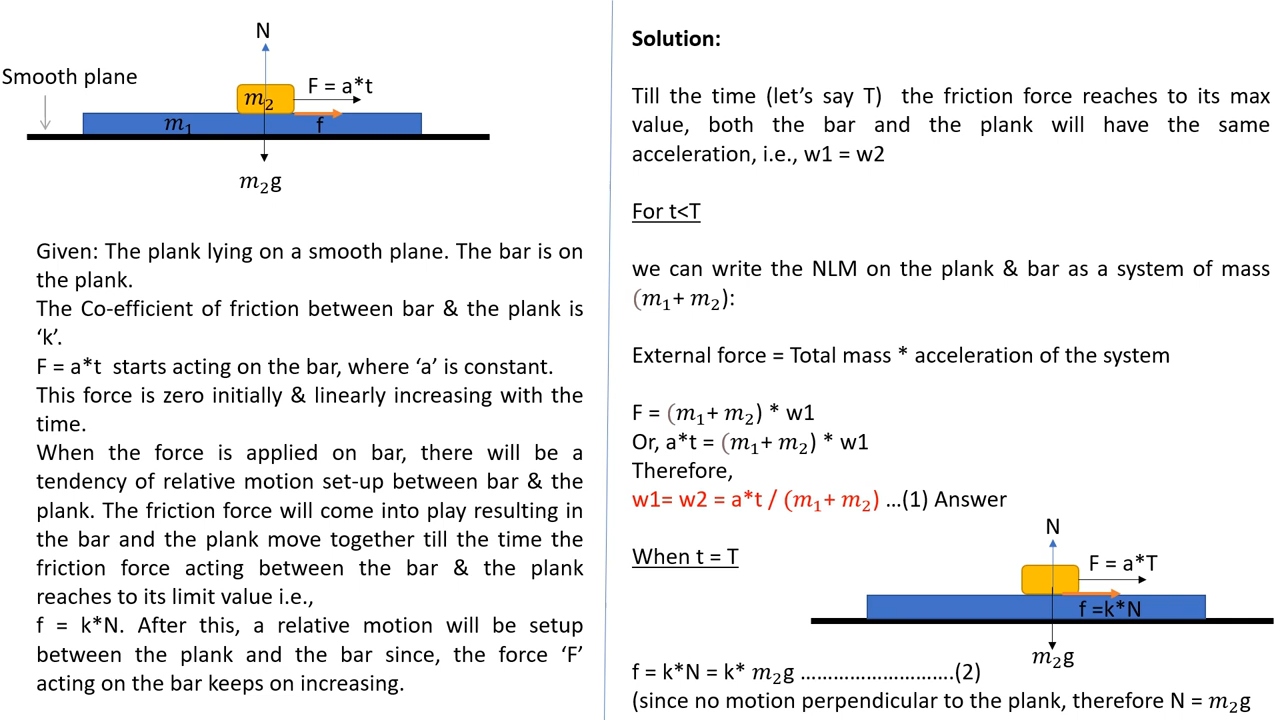 N
Smooth plane
F = a*t
m₂
m₁
f
m₂g
Given: The plank lying on a smooth plane. The bar is on
the plank.
The Co-efficient of friction between bar & the plank is
‘k’.
F = a*t starts acting on the bar, where ‘a’ is constant.
This force is zero initially & linearly increasing with the
time.
When the force is applied on bar, there will be a
tendency of relative motion set-up between bar & the
plank. The friction force will come into play resulting in
the bar and the plank move together till the time the
friction force acting between the bar & the plank
reaches to its limit value i.e.,
f = k*N. After this, a relative motion will be setup
between the plank and the bar since, the force ‘F’
acting on the bar keeps on increasing.
Solution:
Till the time (let’s say T) the friction force reaches to its max
value, both the bar and the plank will have the same
acceleration, i.e., w1 = w2
For t<T
we can write the NLM on the plank & bar as a system of mass
(m₁+ m₂):
External force = Total mass * acceleration of the system
F = (m₁+ m₂) * w1
Or, a*t = (m₁+ m₂) * w1
Therefore,
w1= w2 = a*t / (m₁+ m₂) …(1) Answer
When t = T
N
F = a*T
f =k*N
m₂g
f = k*N = k* m₂g ……………………….(2)
(since no motion perpendicular to the plank, therefore N = m₂g